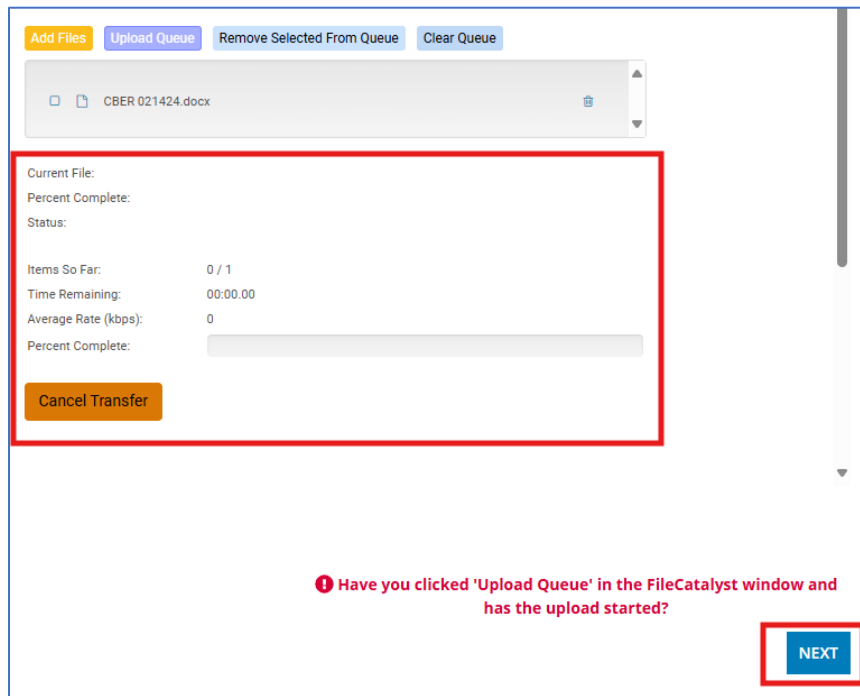 Add Files Upload Queue Remove Selected From Queue Clear Queue
CBER 021424.docx
Current File:
Percent Complete:
Status:
Items So Far: 0 / 1
Time Remaining: 00:00.00
Average Rate (kbps): 0
Percent Complete:
Cancel Transfer
Have you clicked 'Upload Queue' in the FileCatalyst window and
has the upload started?
NEXT